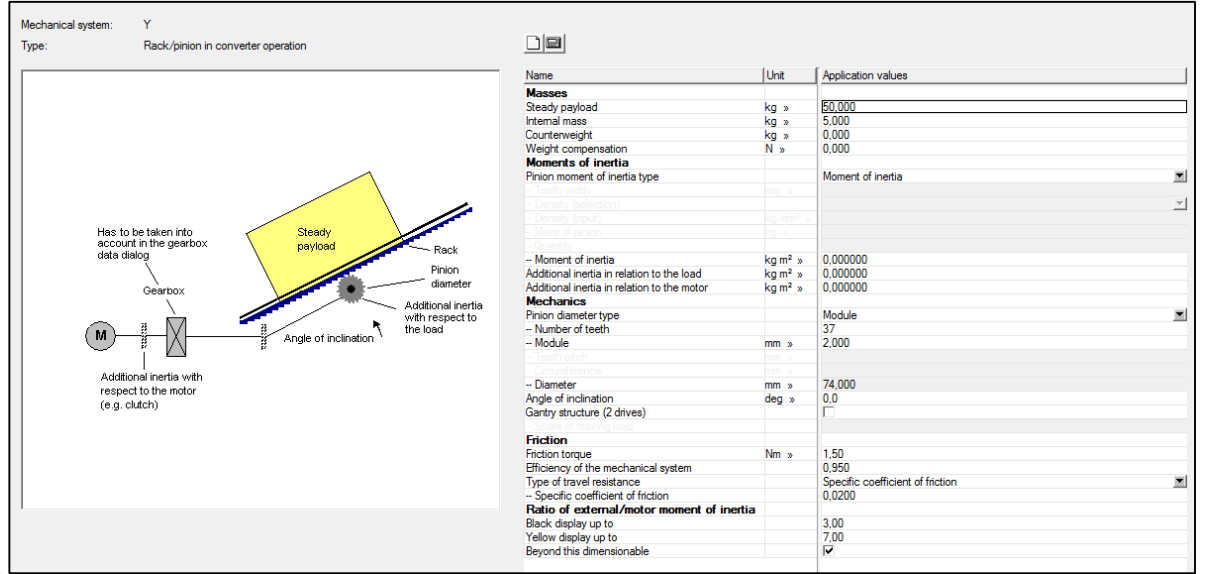 Mechanical system: Y
Type: Rack/pinion in converter operation
Has to be taken into
account in the gearbox
data dialog
Gearbox
M
Additional inertia with
respect to the motor
(e.g. clutch)
Steady
payload
Rack
Pinion
diameter
Additional inertia
with respect to
the load
Angle of inclination
Name Unit Application values
Masses
Steady payload kg » 50,000
Internal mass kg » 5,000
Counterweight kg » 0,000
Weight compensation N » 0,000
Moments of inertia
Pinion moment of inertia type Moment of inertia
-- Tooth width mm »
-- Density (selection)
-- Density (input) kg/dm³ »
-- Mass of pinion kg »
-- Quantity
-- Moment of inertia kg m² » 0,000000
Additional inertia in relation to the load kg m² » 0,000000
Additional inertia in relation to the motor kg m² » 0,000000
Mechanics
Pinion diameter type Module
-- Number of teeth 37
-- Module mm » 2,000
-- Tooth pitch mm »
-- Circumference mm »
-- Diameter mm » 74,000
Angle of inclination deg » 0,0
Gantry structure (2 drives)
-- Share of moving load
Friction
Friction torque Nm » 1,50
Efficiency of the mechanical system 0,950
Type of travel resistance Specific coefficient of friction
-- Specific coefficient of friction 0,0200
Ratio of external/motor moment of inertia
Black display up to 3,00
Yellow display up to 7,00
Beyond this dimensionable